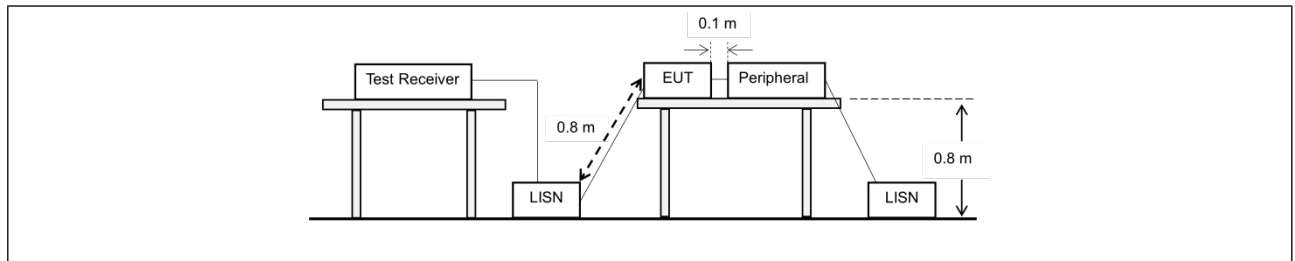 0.1 m
Test Receiver
EUT
Peripheral
0.8 m
0.8 m
LISN
LISN